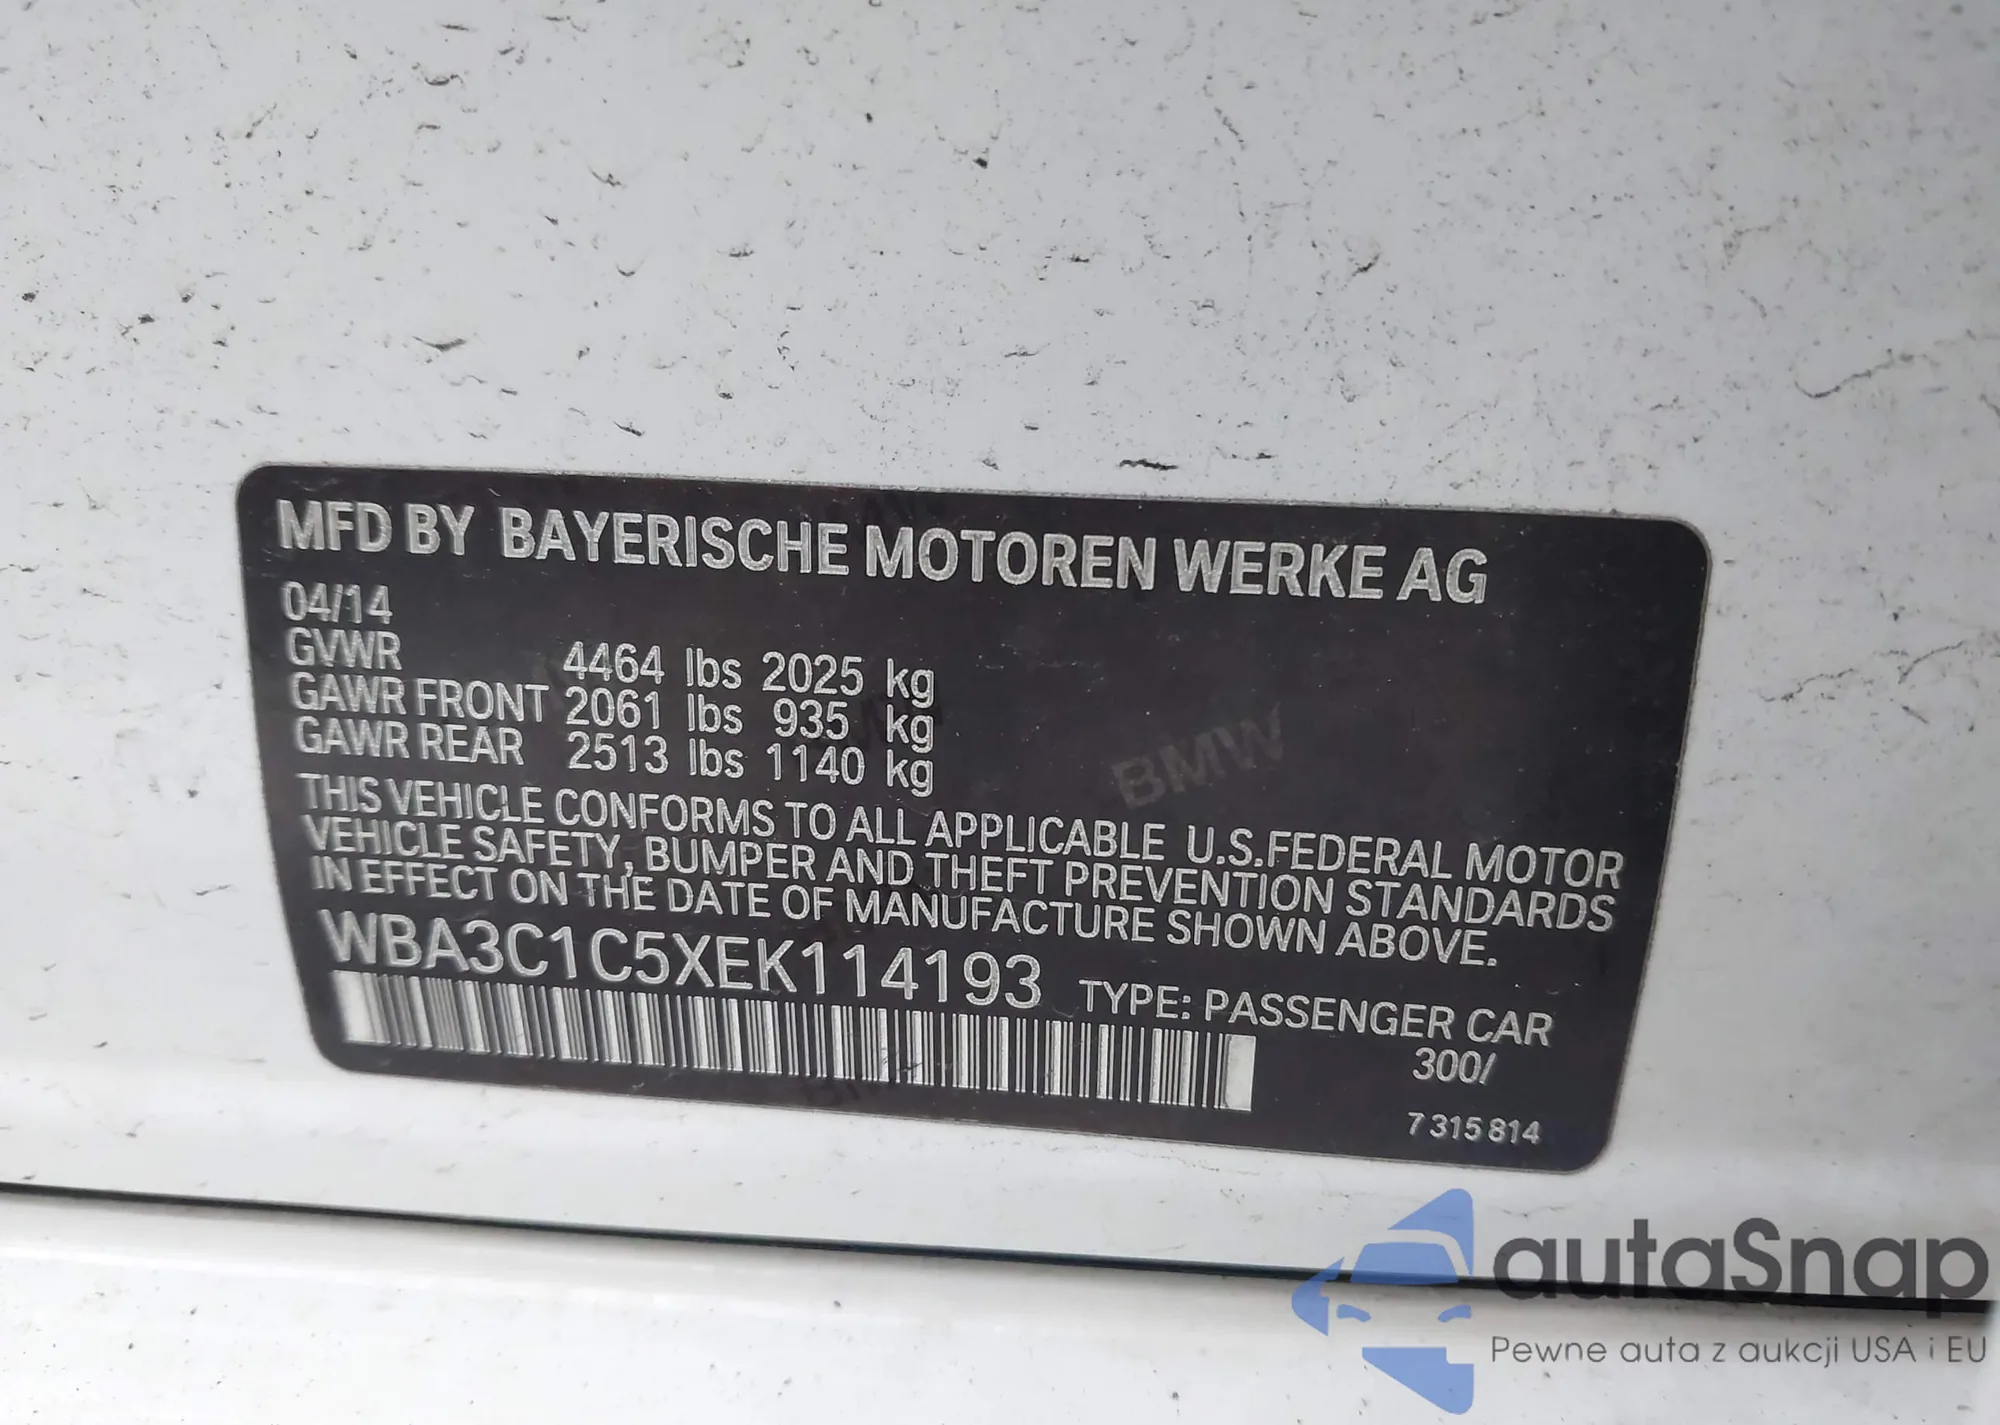 MFD BY BAYERISCHE MOTOREN WERKE AG
04/14
GVWR 4464 lbs 2025 kg
GAWR FRONT 2061 lbs 935 kg
GAWR REAR 2513 lbs 1140 kg
THIS VEHICLE CONFORMS TO ALL APPLICABLE U.S.FEDERAL MOTOR
VEHICLE SAFETY, BUMPER AND THEFT PREVENTION STANDARDS
IN EFFECT ON THE DATE OF MANUFACTURE SHOWN ABOVE.
WBA3C1C5XEK114193 TYPE: PASSENGER CAR
300/
7 315 814
BMW
autaSnap
Pewne auta z aukcji USA i EU